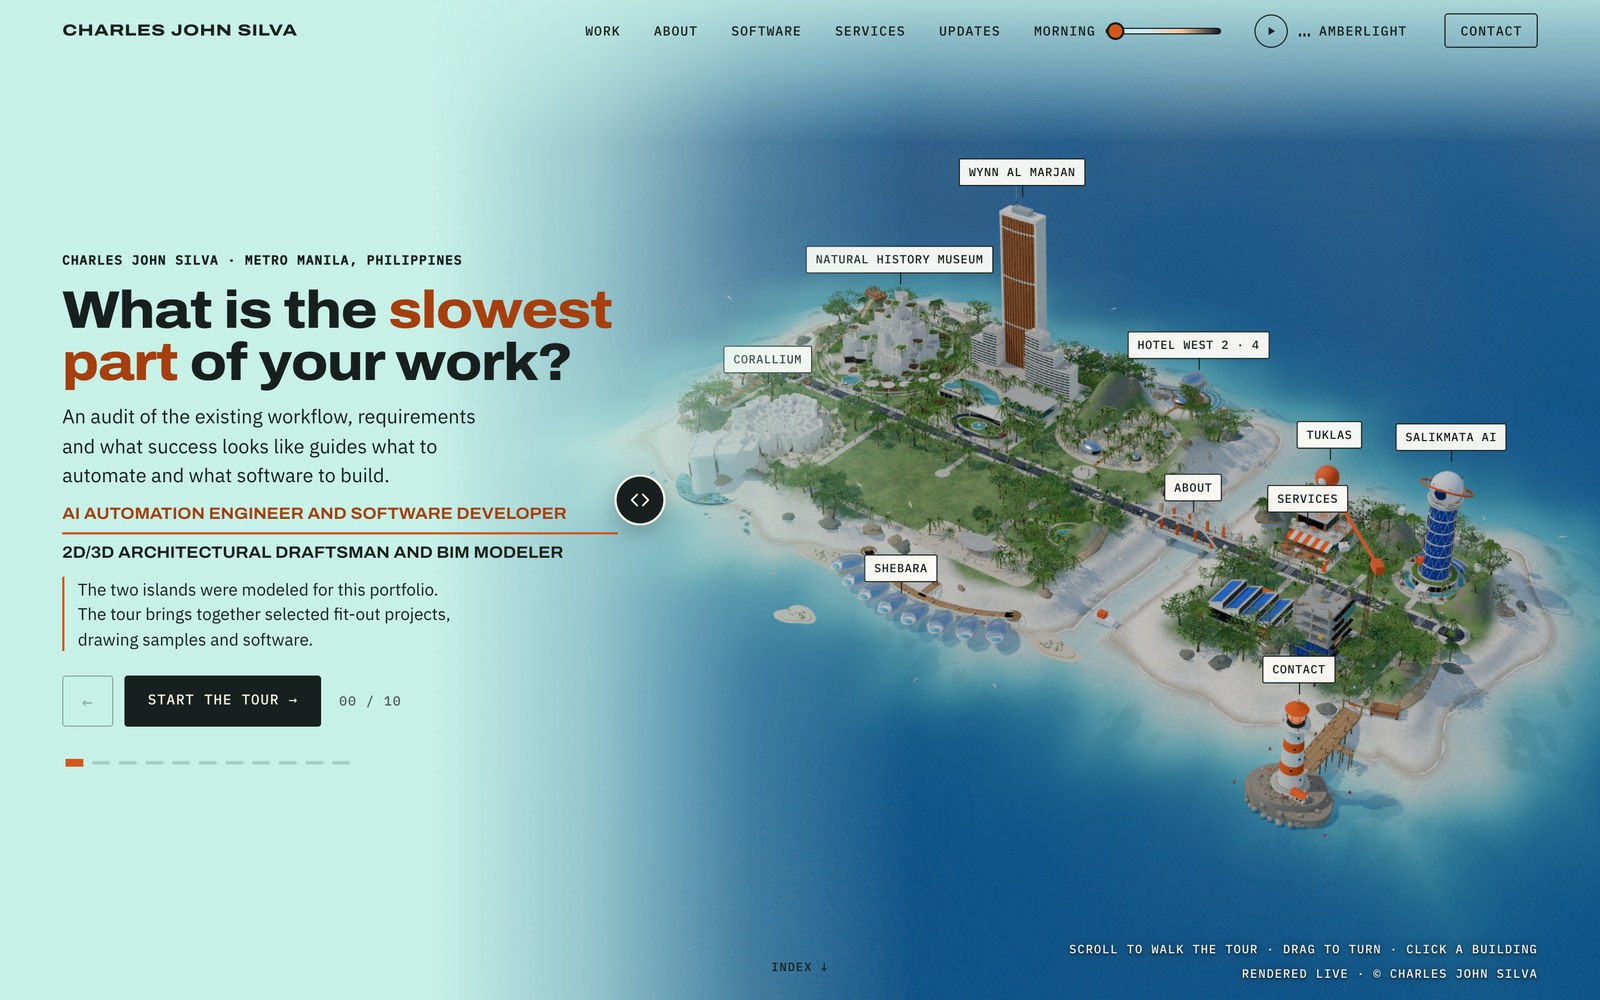 CHARLES JOHN SILVA
WORK
ABOUT
SOFTWARE
SERVICES
UPDATES
MORNING
... AMBERLIGHT
CONTACT
CHARLES JOHN SILVA · METRO MANILA, PHILIPPINES
What is the slowest
part of your work?
An audit of the existing workflow, requirements
and what success looks like guides what to
automate and what software to build.
AI AUTOMATION ENGINEER AND SOFTWARE DEVELOPER
2D/3D ARCHITECTURAL DRAFTSMAN AND BIM MODELER
The two islands were modeled for this portfolio.
The tour brings together selected fit-out projects,
drawing samples and software.
←
START THE TOUR →
00 / 10
WYNN AL MARJAN
NATURAL HISTORY MUSEUM
HOTEL WEST 2 · 4
CORALLIUM
TUKLAS
SALIKMATA AI
ABOUT
SERVICES
SHEBARA
CONTACT
INDEX ↓
SCROLL TO WALK THE TOUR · DRAG TO TURN · CLICK A BUILDING
RENDERED LIVE · © CHARLES JOHN SILVA